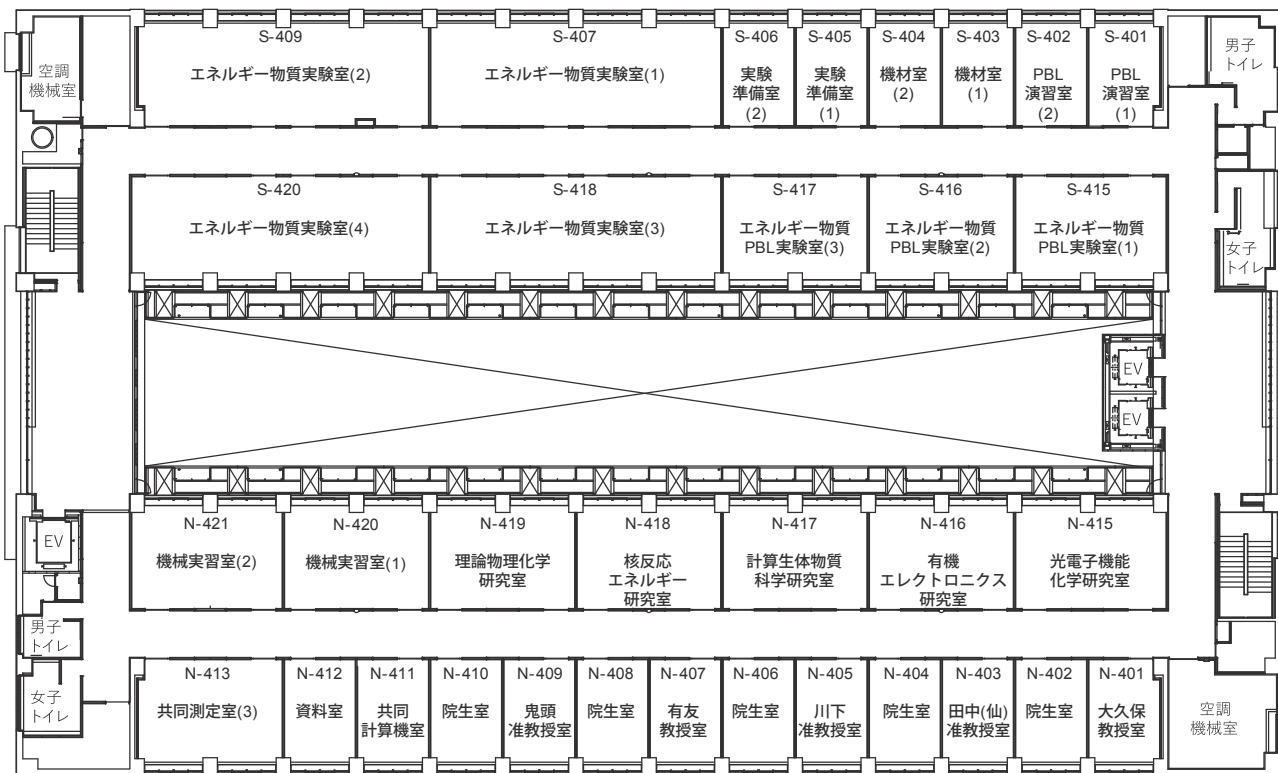 空調
機械室
S-409
エネルギー物質実験室(2)
S-407
エネルギー物質実験室(1)
S-406
実験
準備室
(2)
S-405
実験
準備室
(1)
S-404
機材室
(2)
S-403
機材室
(1)
S-402
PBL
演習室
(2)
S-401
PBL
演習室
(1)
男子
トイレ
S-420
エネルギー物質実験室(4)
S-418
エネルギー物質実験室(3)
S-417
エネルギー物質
PBL実験室(3)
S-416
エネルギー物質
PBL実験室(2)
S-415
エネルギー物質
PBL実験室(1)
女子
トイレ
EV
EV
EV
N-421
機械実習室(2)
N-420
機械実習室(1)
N-419
理論物理化学
研究室
N-418
核反応
エネルギー
研究室
N-417
計算生体物質
科学研究室
N-416
有機
エレクトロニクス
研究室
N-415
光電子機能
化学研究室
男子
トイレ
女子
トイレ
N-413
共同測定室(3)
N-412
資料室
N-411
共同
計算機室
N-410
院生室
N-409
鬼頭
准教授室
N-408
院生室
N-407
有友
教授室
N-406
院生室
N-405
川下
准教授室
N-404
院生室
N-403
田中(仙)
准教授室
N-402
院生室
N-401
大久保
教授室
空調
機械室